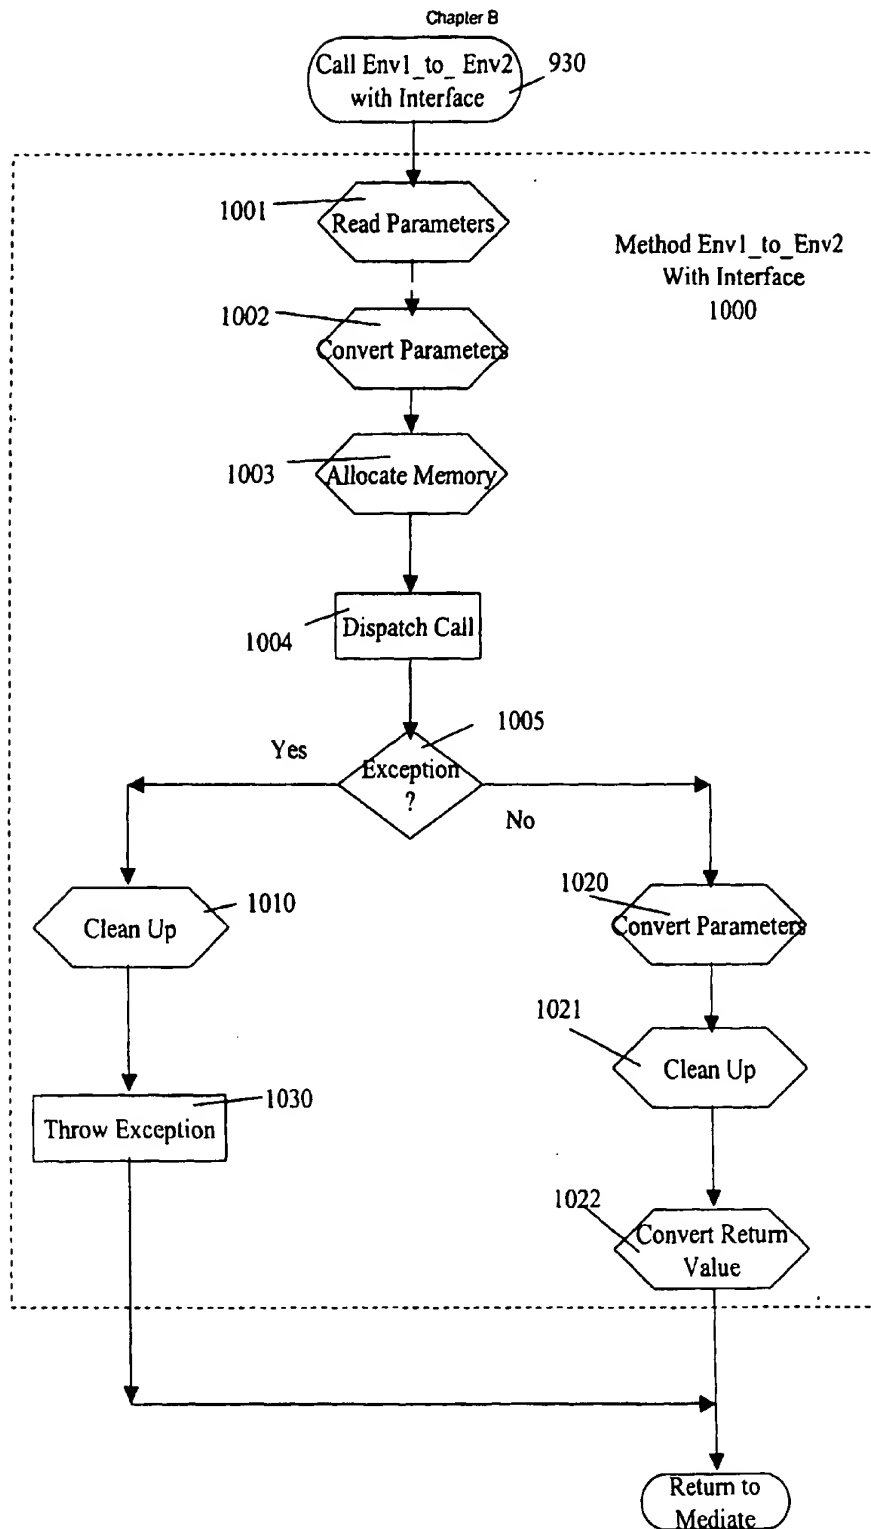 Chapter B
Call Env1_to_ Env2
with Interface
930
1001
Read Parameters
Method Env1_to_Env2
With Interface
1000
1002
Convert Parameters
1003
Allocate Memory
1004
Dispatch Call
1005
Yes
Exception
?
No
1010
Clean Up
1020
Convert Parameters
1021
Clean Up
1030
Throw Exception
1022
Convert Return
Value
Return to
Mediate